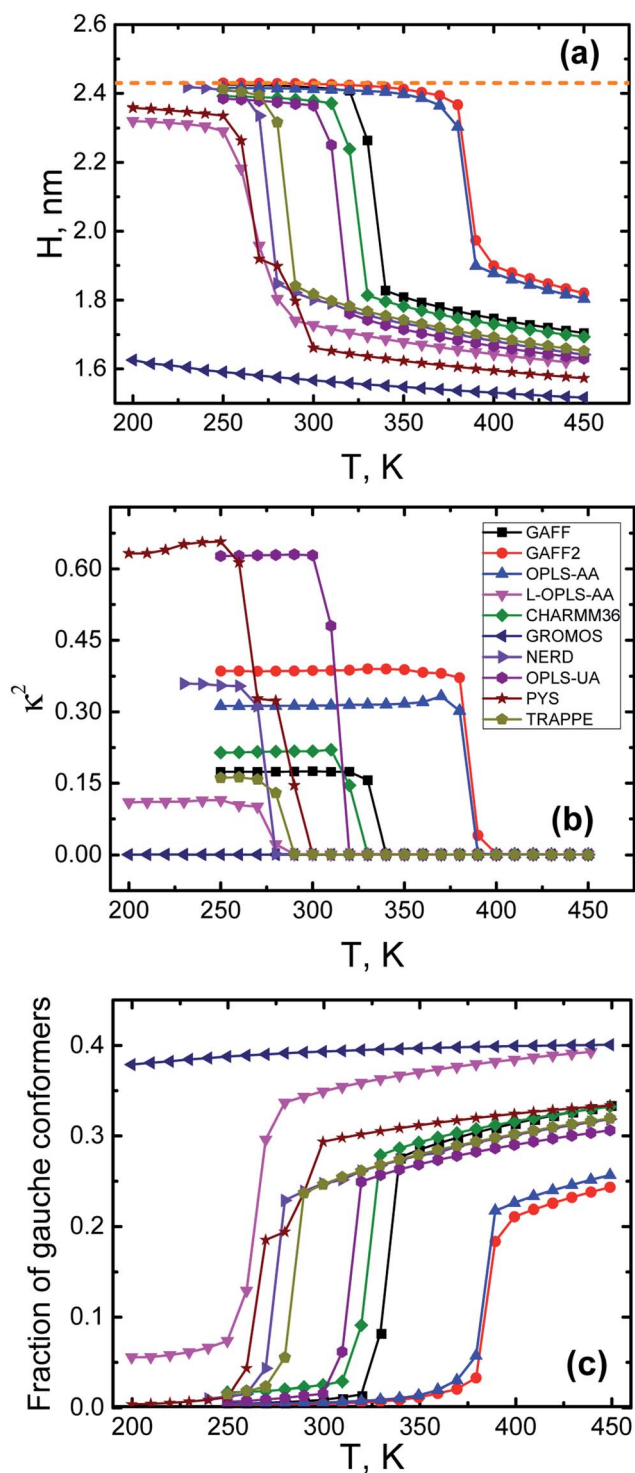 2.6
(a)
2.4
2.2
H, nm
2.0
1.8
1.6
200 250 300 350 400 450
T, K
0.60
GAFF
GAFF2
OPLS-AA
L-OPLS-AA
CHARMM36
GROMOS
NERD
OPLS-UA
PYS
TRAPPE
0.45
κ²
0.30
0.15
(b)
0.00
200 250 300 350 400 450
T, K
0.4
0.3
Fraction of gauche conformers
0.2
0.1
(c)
0.0
200 250 300 350 400 450
T, K